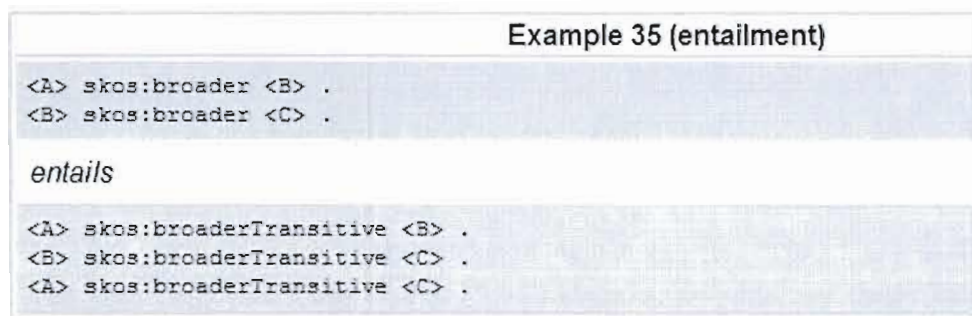 Example 35 (entailment)
<A> skos:broader <B> .
<B> skos:broader <C> .
entails
<A> skos:broaderTransitive <B> .
<B> skos:broaderTransitive <C> .
<A> skos:broaderTransitive <C> .